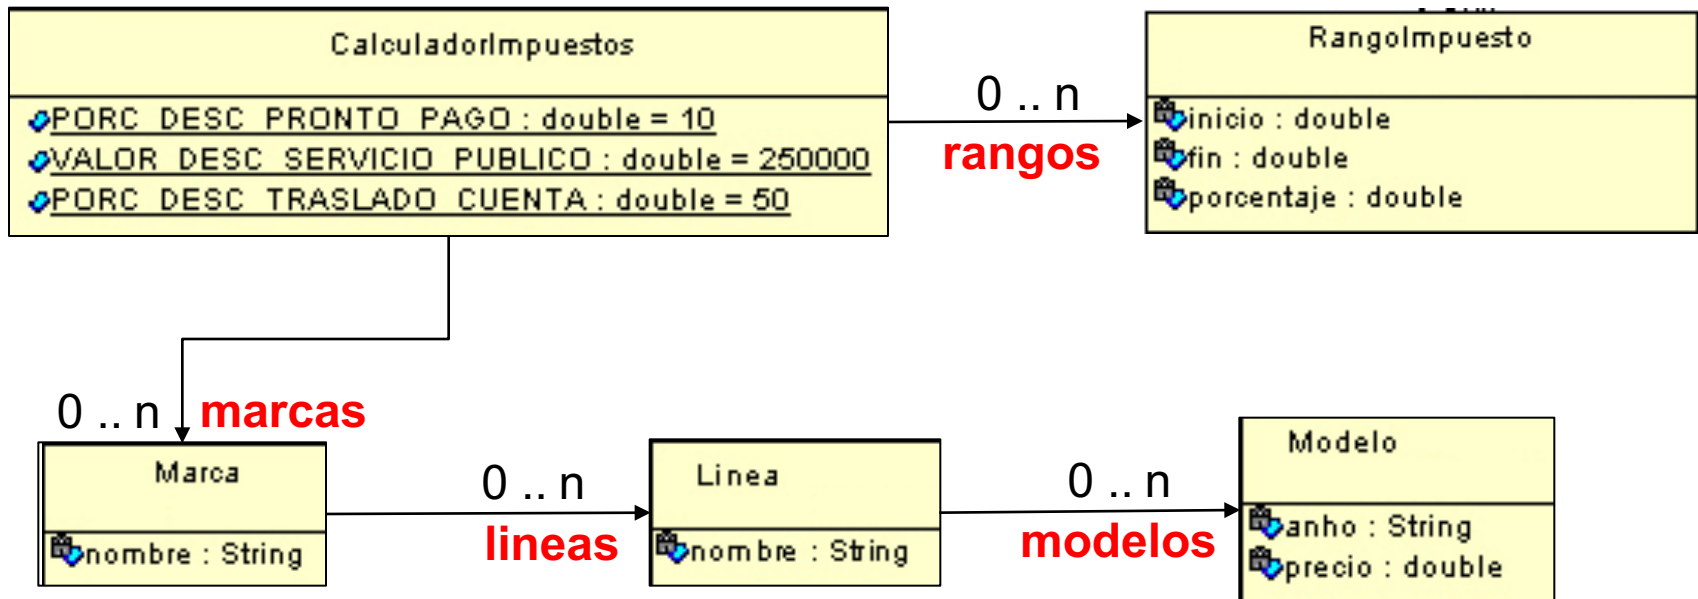 CalculadorImpuestos
PORC_DESC_PRONTO_PAGO : double = 10
VALOR_DESC_SERVICIO_PUBLICO : double = 250000
PORC_DESC_TRASLADO_CUENTA : double = 50
0 .. n
rangos
RangoImpuesto
inicio : double
fin : double
porcentaje : double
0 .. n marcas
Marca
nombre : String
0 .. n
lineas
Linea
nombre : String
0 .. n
modelos
Modelo
anho : String
precio : double